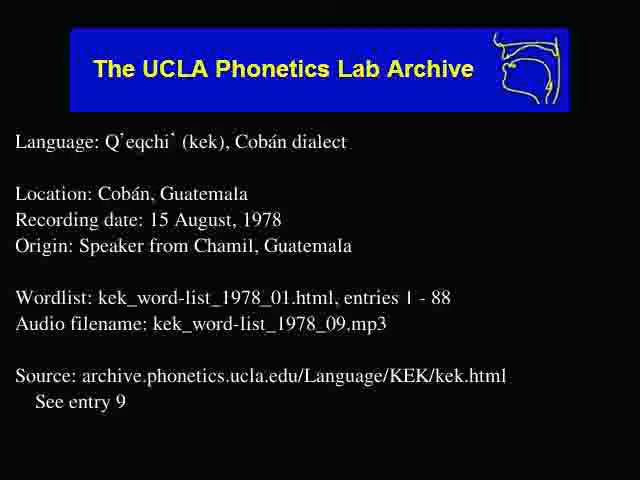 The UCLA Phonetics Lab Archive
Language: Q'eqchi` (kek), Cobán dialect
Location: Cobán, Guatemala
Recording date: 15 August, 1978
Origin: Speaker from Chamil, Guatemala
Wordlist: kek_word-list_1978_01.html, entries 1 - 88
Audio filename: kek_word-list_1978_09.mp3
Source: archive.phonetics.ucla.edu/Language/KEK/kek.html
See entry 9